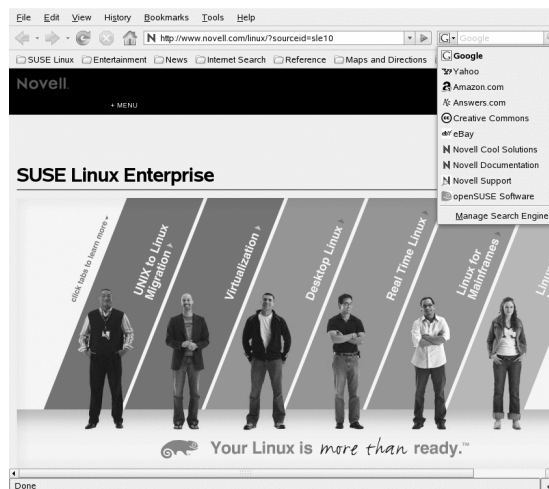 File Edit View History Bookmarks Tools Help
N http://www.novell.com/linux/?sourceid=sle10
G Google
SUSE Linux Entertainment News Internet Search Reference Maps and Directions
Google
Yahoo
Amazon.com
Answers.com
Creative Commons
eBay
Novell Cool Solutions
Novell Documentation
Novell Support
openSUSE Software
Manage Search Engine
Novell.
+ MENU
SUSE Linux Enterprise
click tabs to learn more
UNIX to Linux
Migration
Virtualization
Desktop Linux
Real Time Linux
Linux for
Mainframes
Linu
Your Linux is more than ready.™
Done